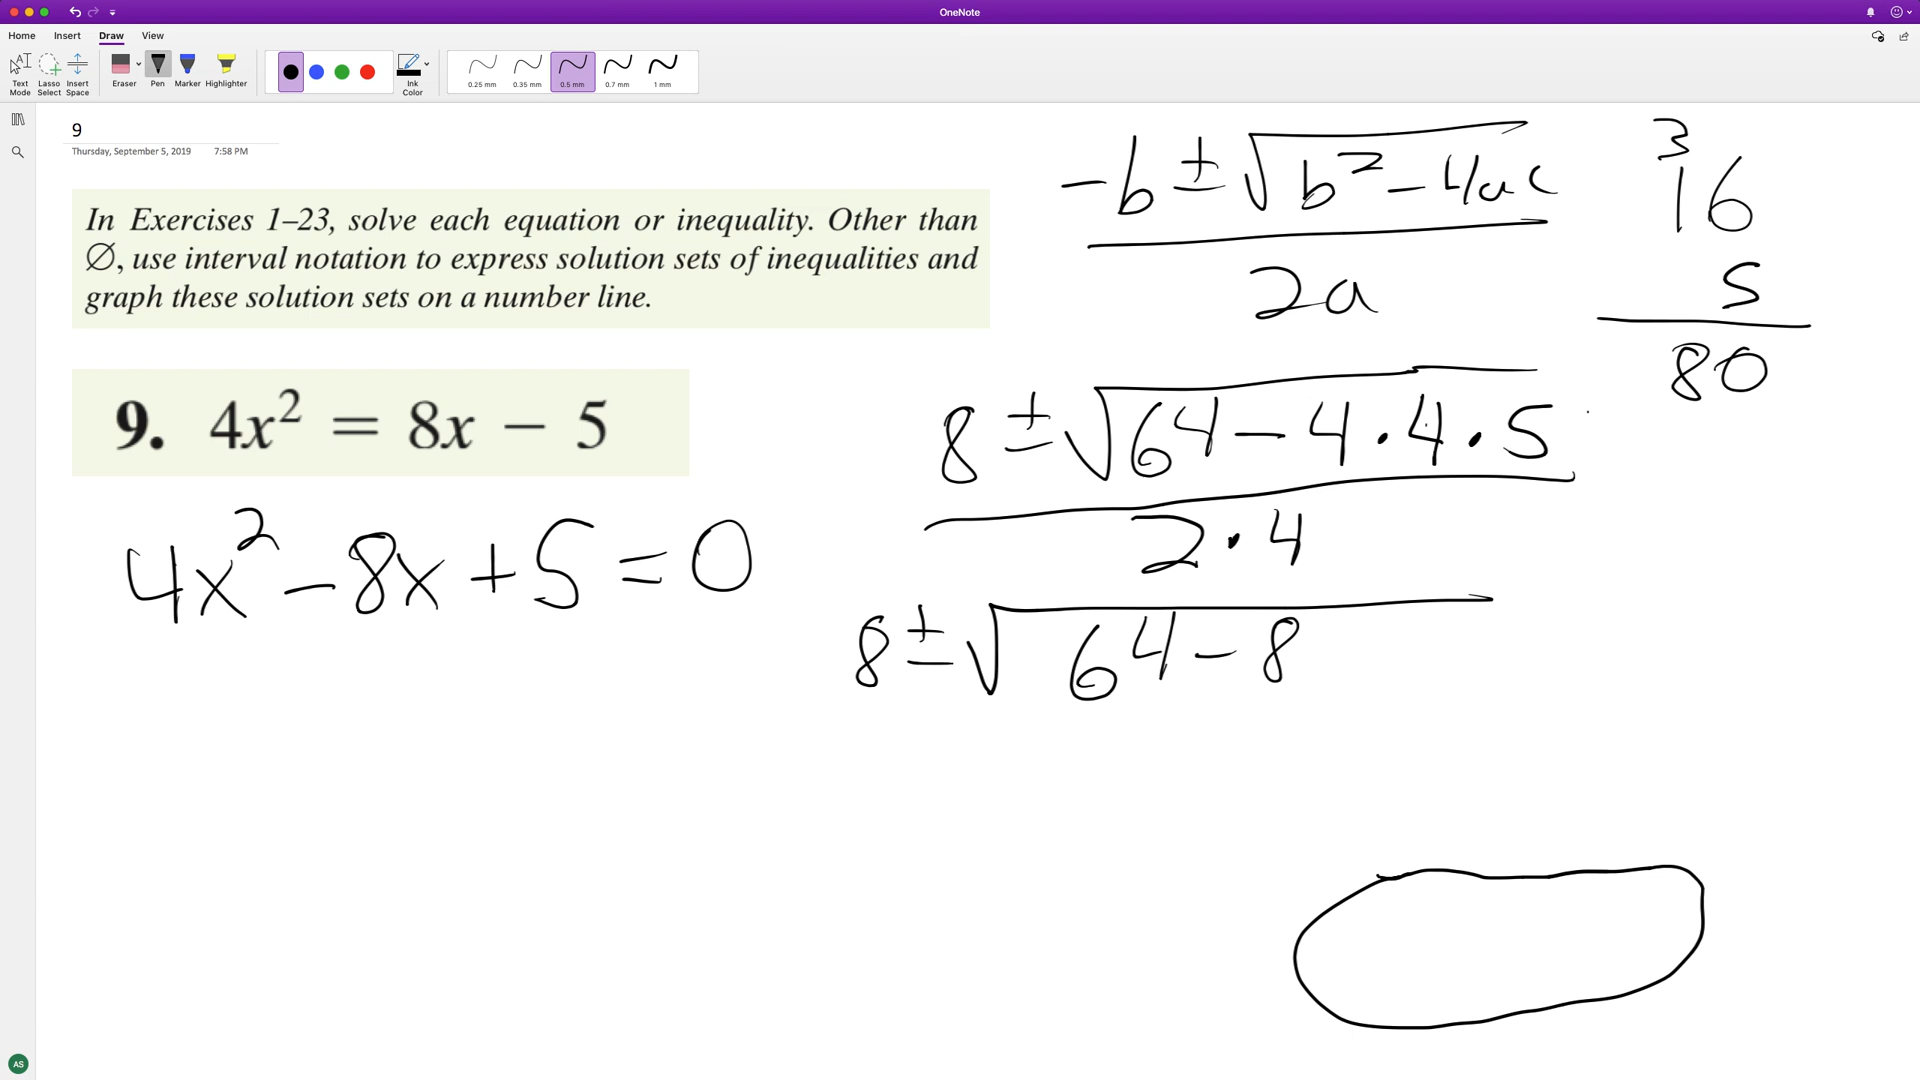 OneNote
Home Insert Draw View
Text Mode Lasso Select Insert Space Eraser Pen Marker Highlighter Ink Color 0.25 mm 0.35 mm 0.5 mm 0.7 mm 1 mm
9
Thursday, September 5, 2019 7:58 PM
In Exercises 1–23, solve each equation or inequality. Other than
∅, use interval notation to express solution sets of inequalities and
graph these solution sets on a number line.
9. 4x² = 8x − 5
4x² − 8x + 5 = 0
−b ± √b² − 4ac
2a
8 ± √64 − 4 · 4 · 5
2 · 4
8 ± √64 − 8
3
16
5
80
AS